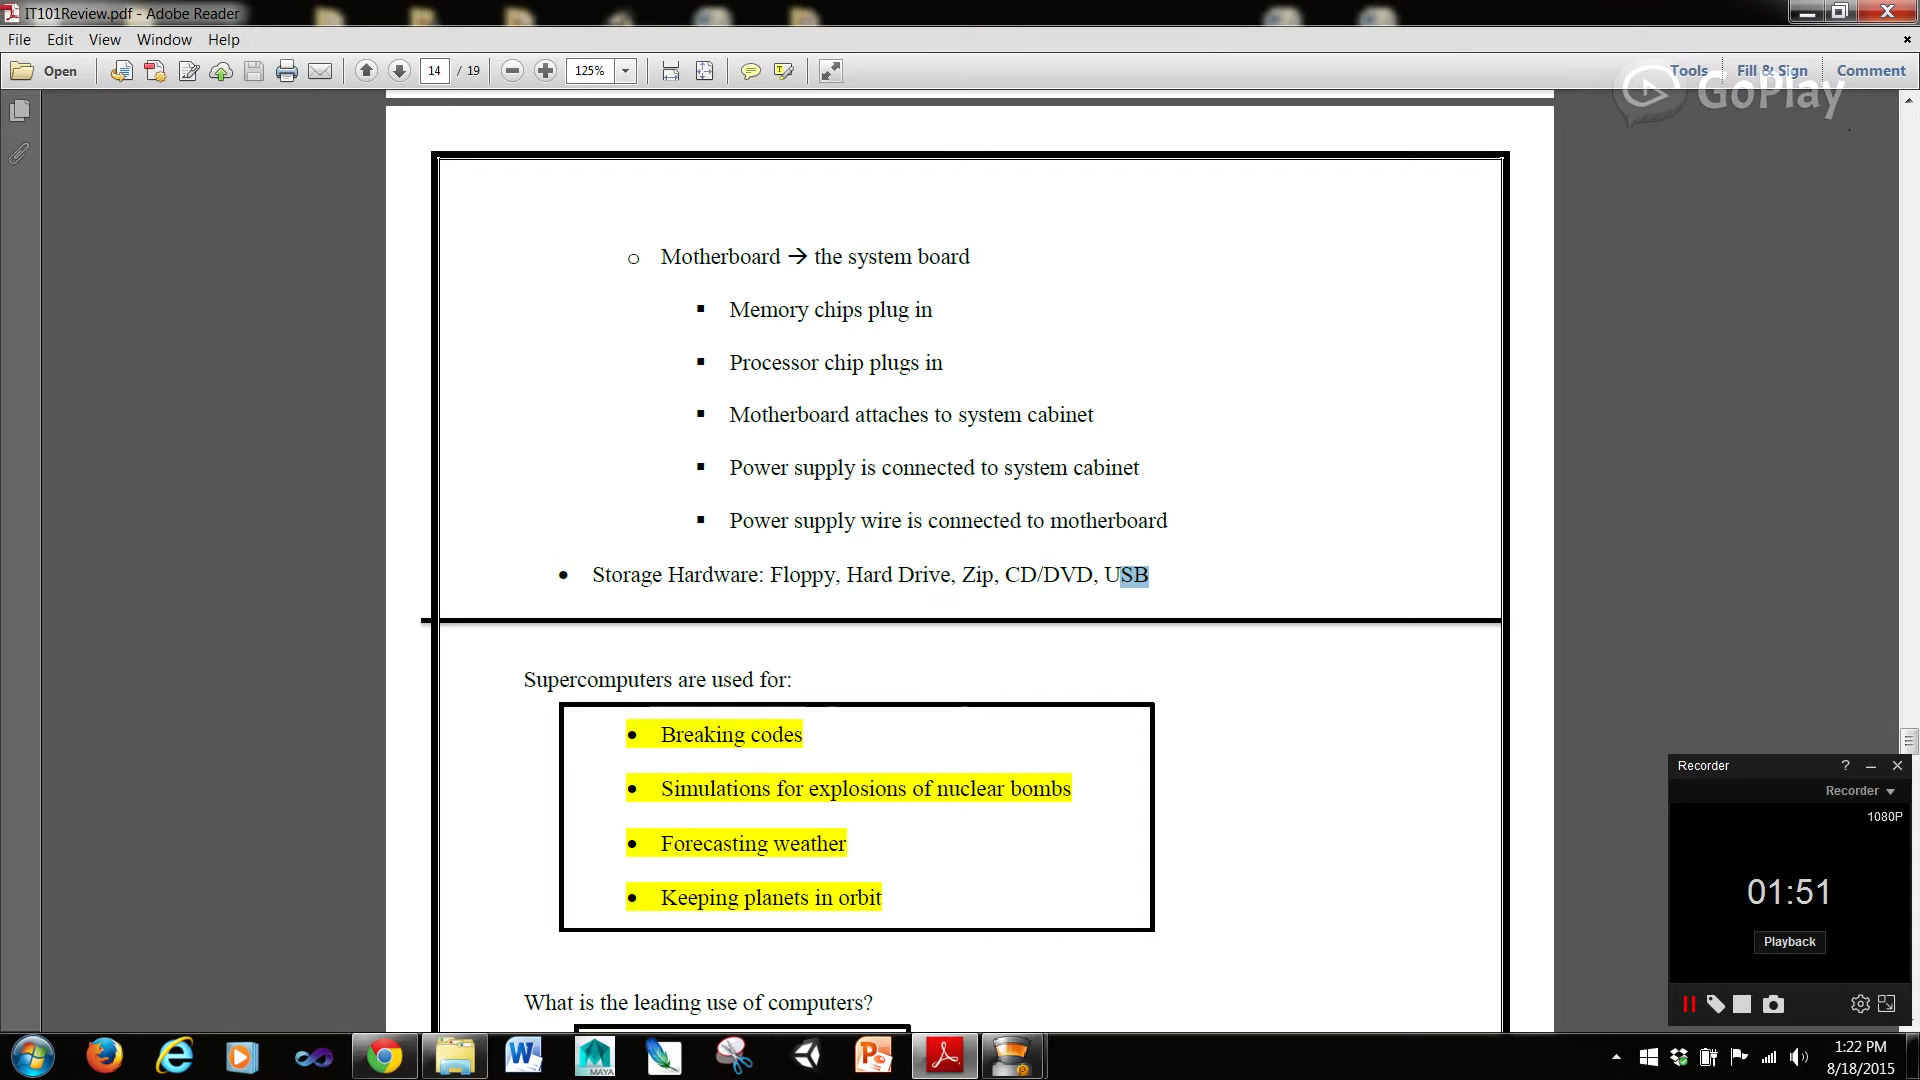 IT101Review.pdf - Adobe Reader
File Edit View Window Help
Open 14 / 19 125% Tools Fill & Sign Comment
GoPlay
o Motherboard → the system board
▪ Memory chips plug in
▪ Processor chip plugs in
▪ Motherboard attaches to system cabinet
▪ Power supply is connected to system cabinet
▪ Power supply wire is connected to motherboard
• Storage Hardware: Floppy, Hard Drive, Zip, CD/DVD, USB
Supercomputers are used for:
• Breaking codes
• Simulations for explosions of nuclear bombs
• Forecasting weather
• Keeping planets in orbit
What is the leading use of computers?
Recorder
Recorder
1080P
01:51
Playback
MAYA
1:22 PM
8/18/2015